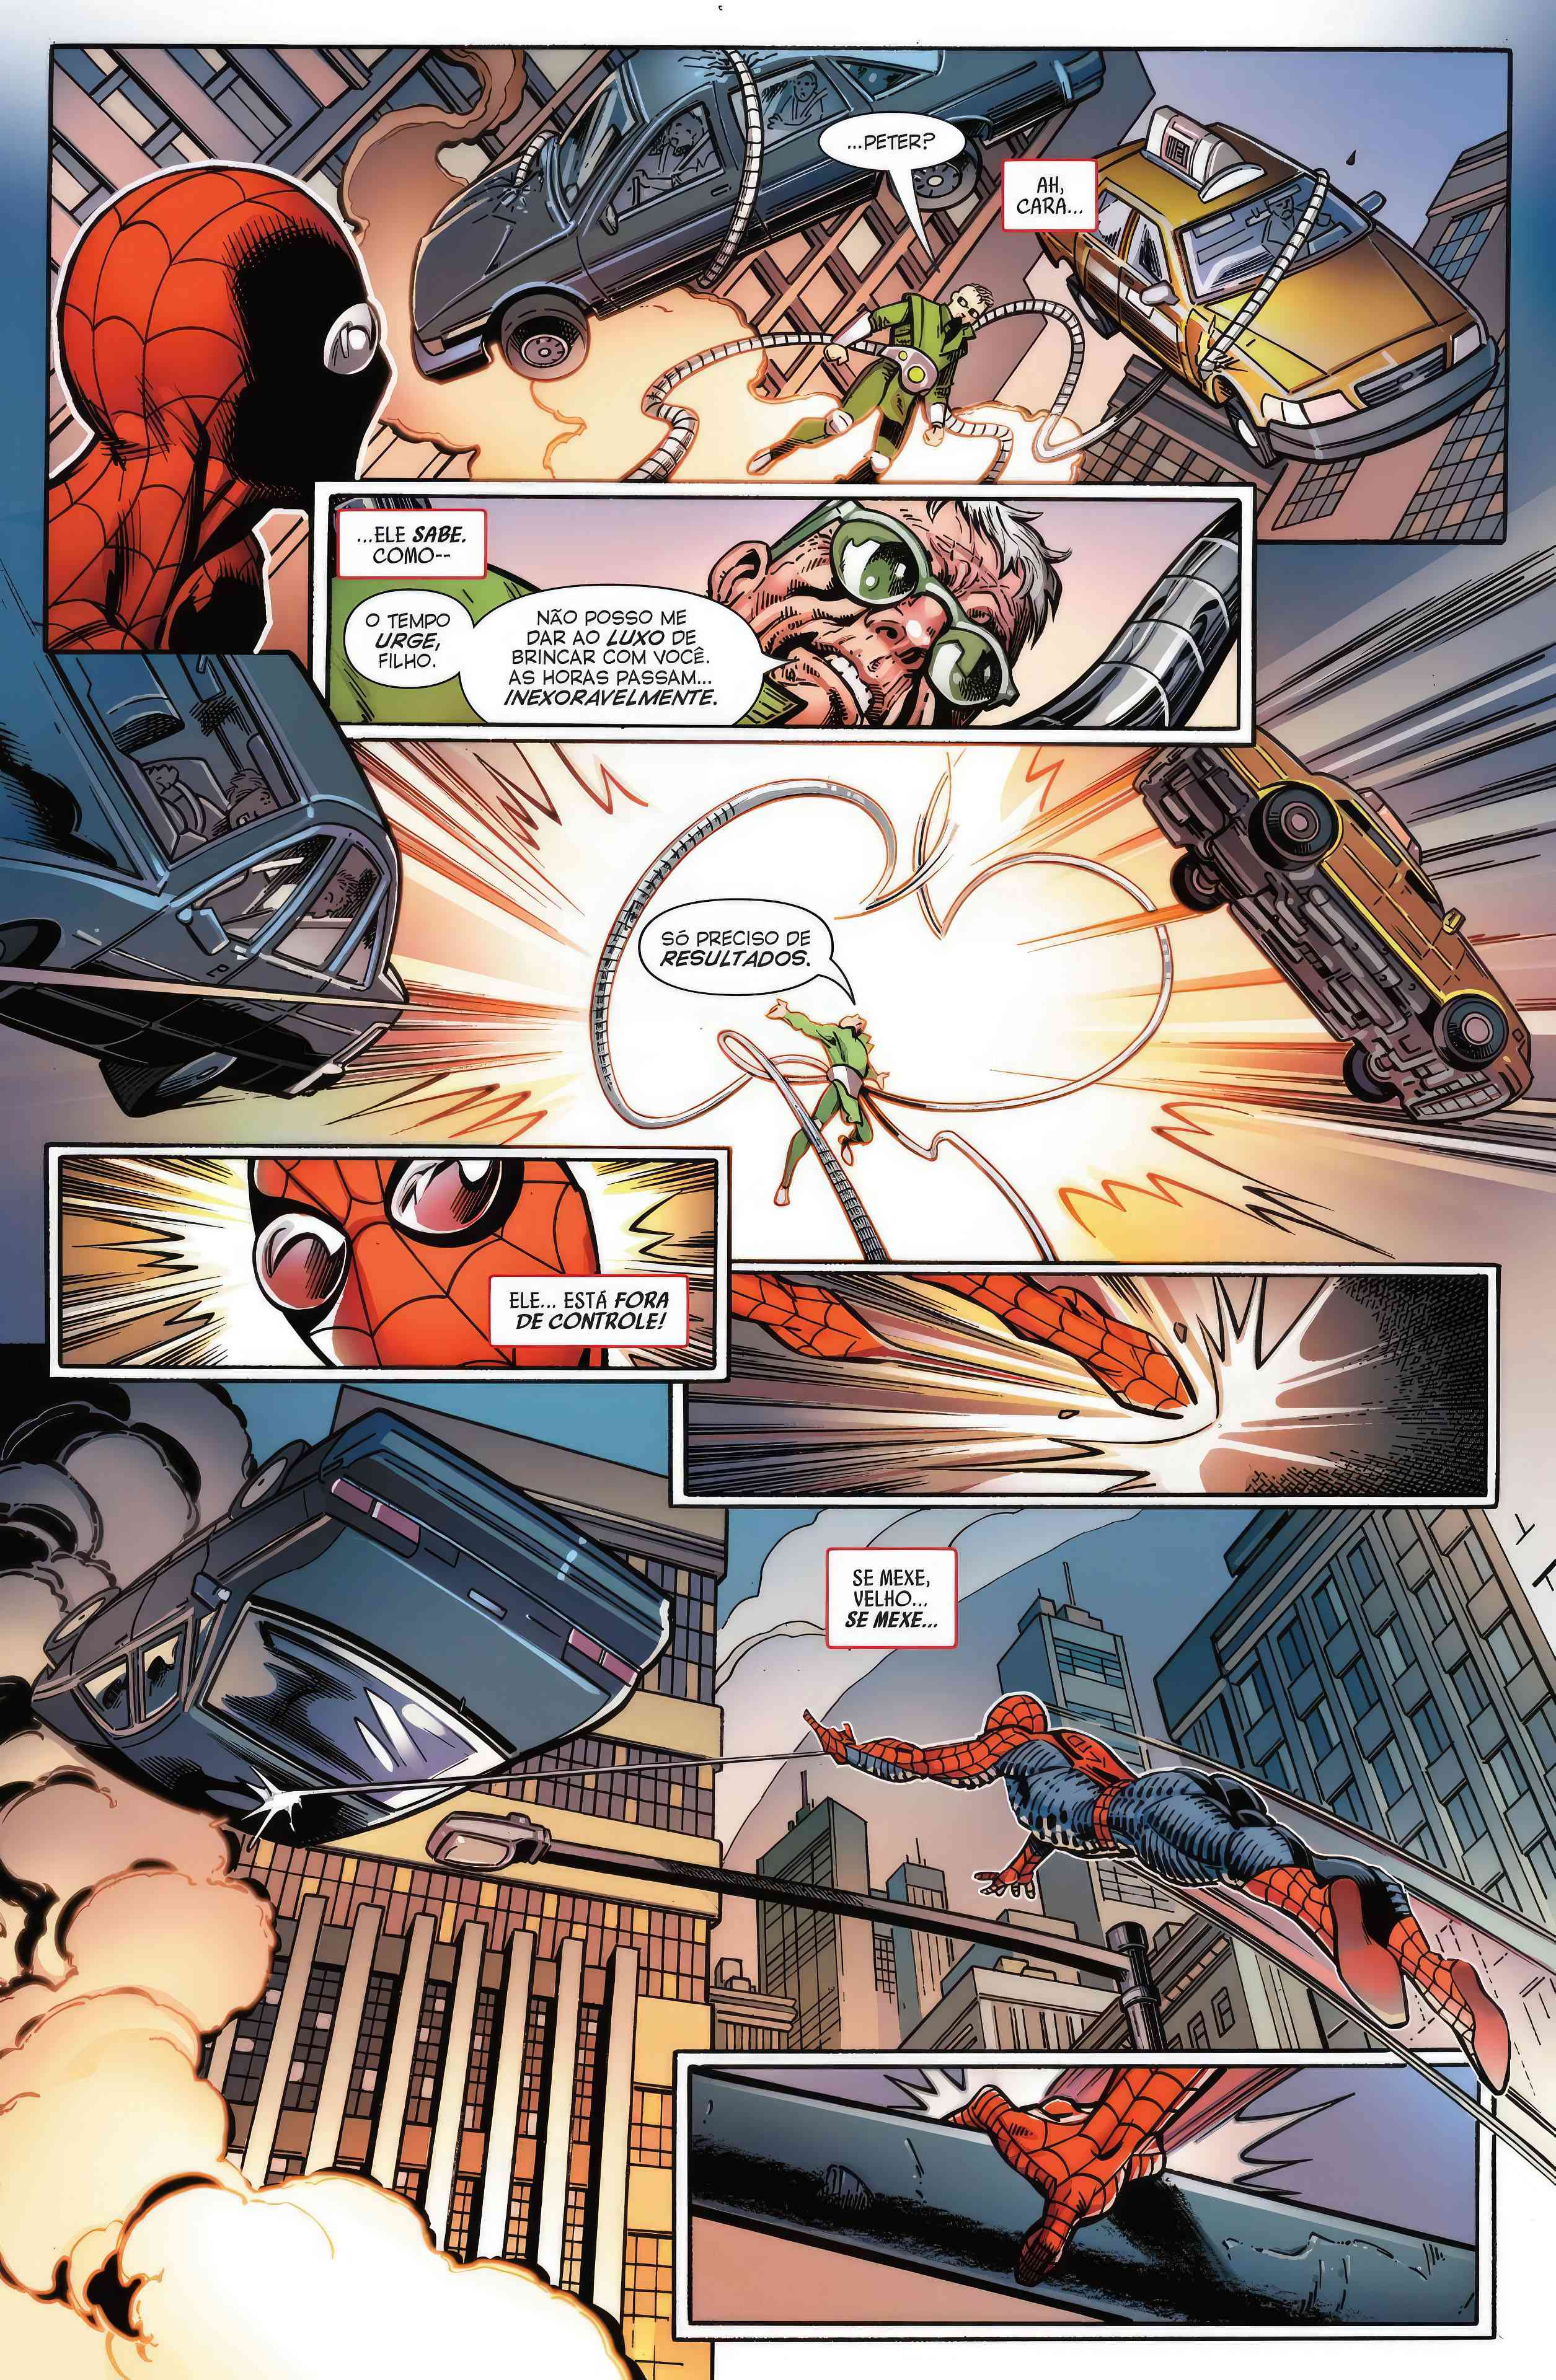 ...PETER?
AH,
CARA...
...ELE SABE.
COMO--
O TEMPO
URGE,
FILHO.
NÃO POSSO ME
DAR AO LUXO DE
BRINCAR COM VOCÊ.
AS HORAS PASSAM...
INEXORAVELMENTE.
SÓ PRECISO DE
RESULTADOS.
ELE... ESTÁ FORA
DE CONTROLE!
SE MEXE,
VELHO...
SE MEXE...